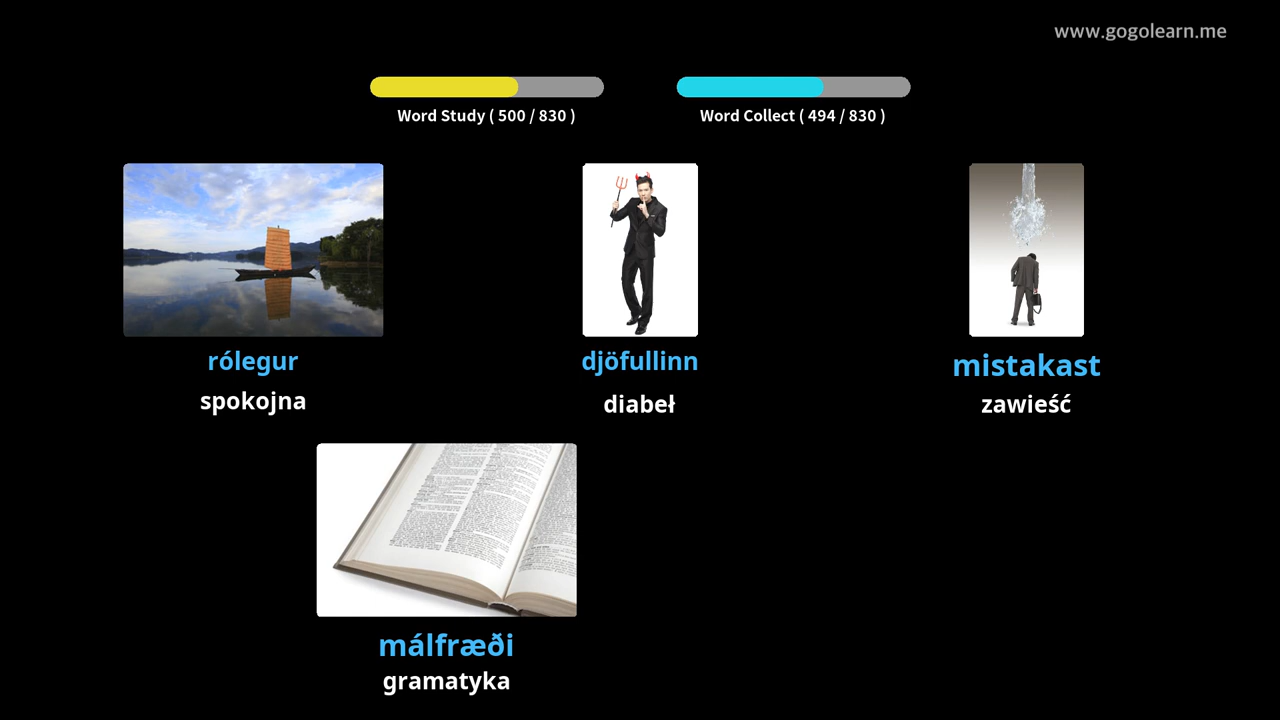 www.gogolearn.me
Word Study ( 500 / 830 )
Word Collect ( 494 / 830 )
rólegur
spokojna
djöfullinn
diabeł
mistakast
zawieść
málfræði
gramatyka